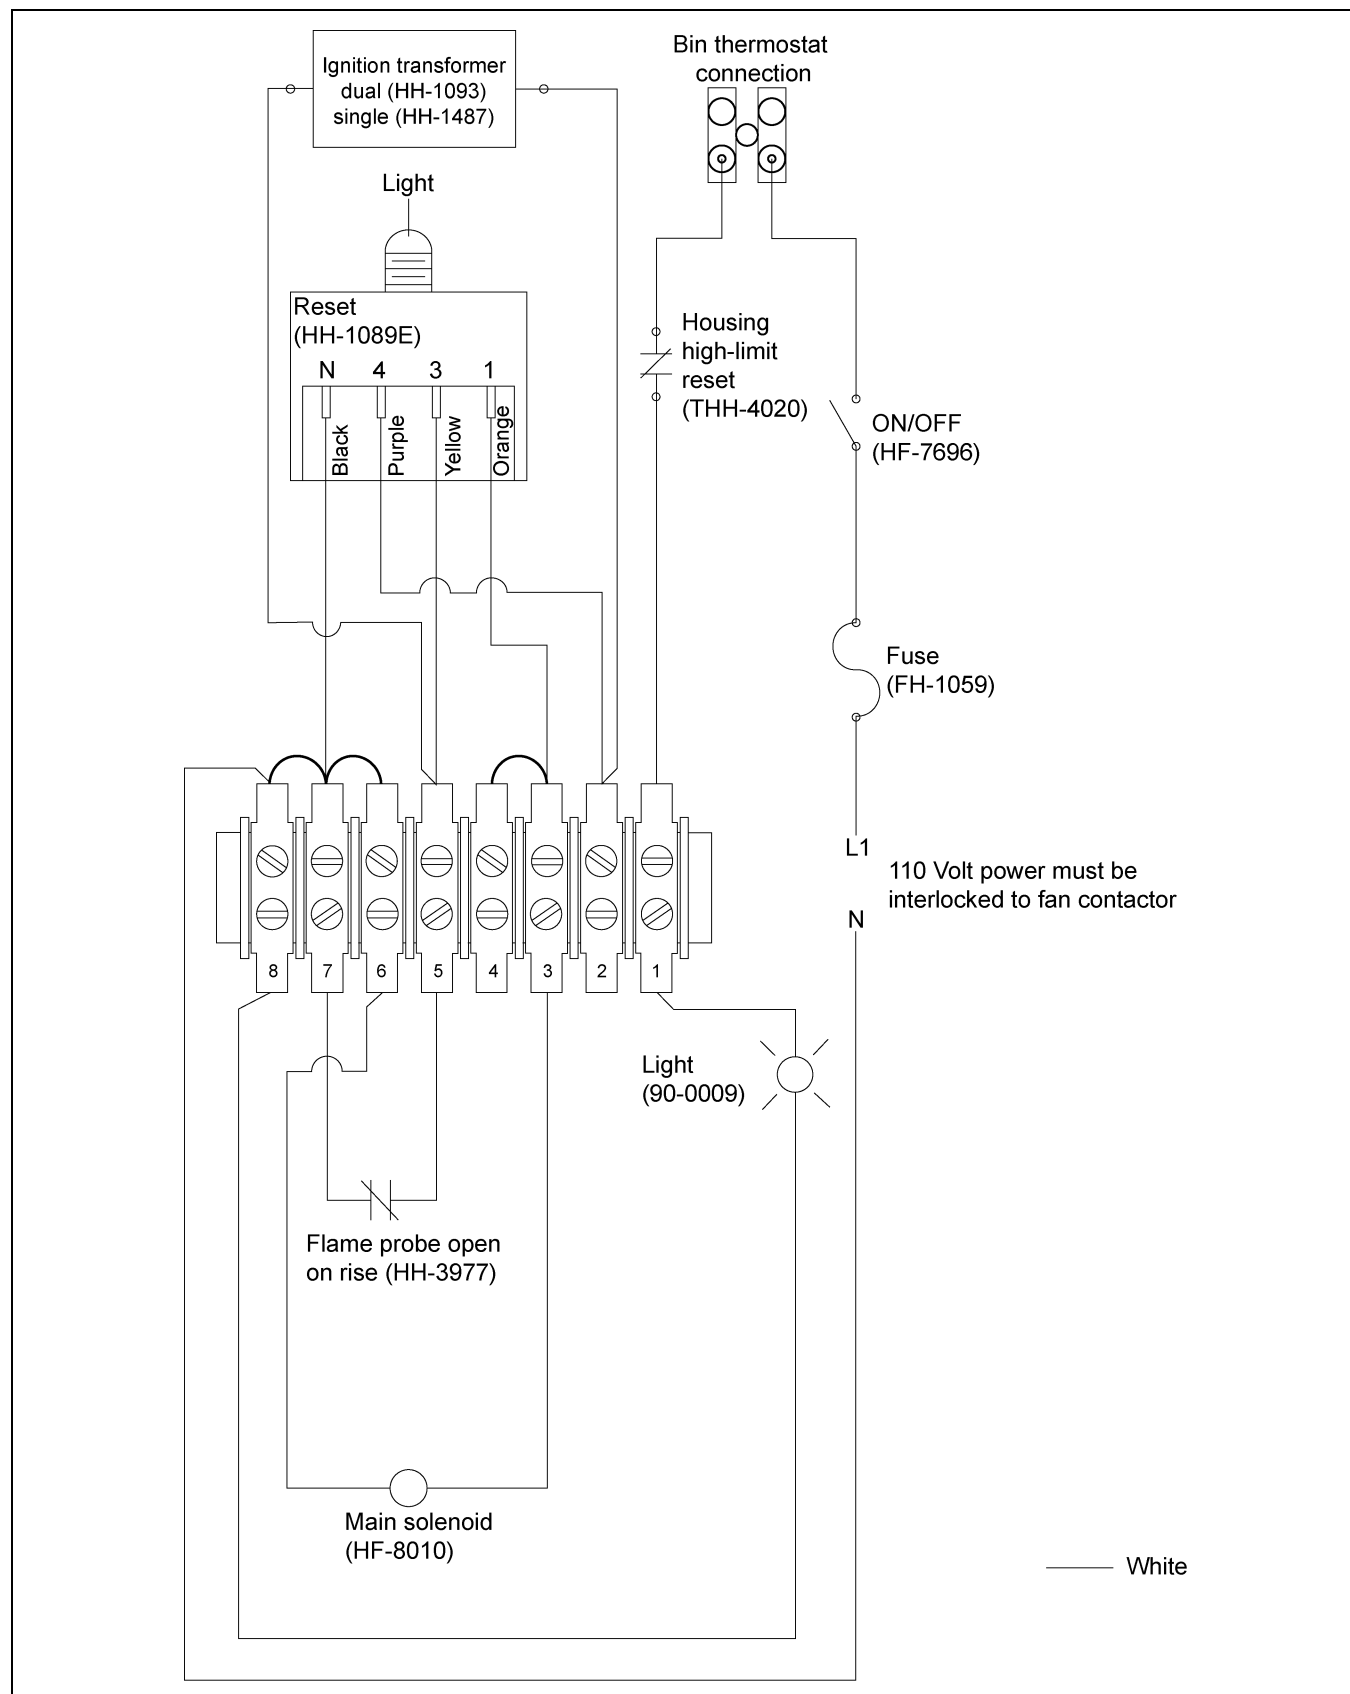 Ignition transformer
dual (HH-1093)
single (HH-1487)
Bin thermostat
connection
Light
Reset
(HH-1089E)
N 4 3 1
Black
Purple
Yellow
Orange
Housing
high-limit
reset
(THH-4020)
ON/OFF
(HF-7696)
Fuse
(FH-1059)
L1
110 Volt power must be
interlocked to fan contactor
N
8 7 6 5 4 3 2 1
Light
(90-0009)
Flame probe open
on rise (HH-3977)
Main solenoid
(HF-8010)
White